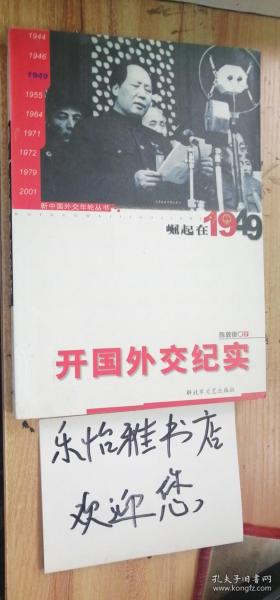 1944
1946
1949
1955
1964
1971
1972
1979
2001
新中国外交年轮丛书
崛起在1949
陈敦德◎著
开国外交纪实
解放军文艺出版社
乐怡雅书店
欢迎您
孔夫子旧书网